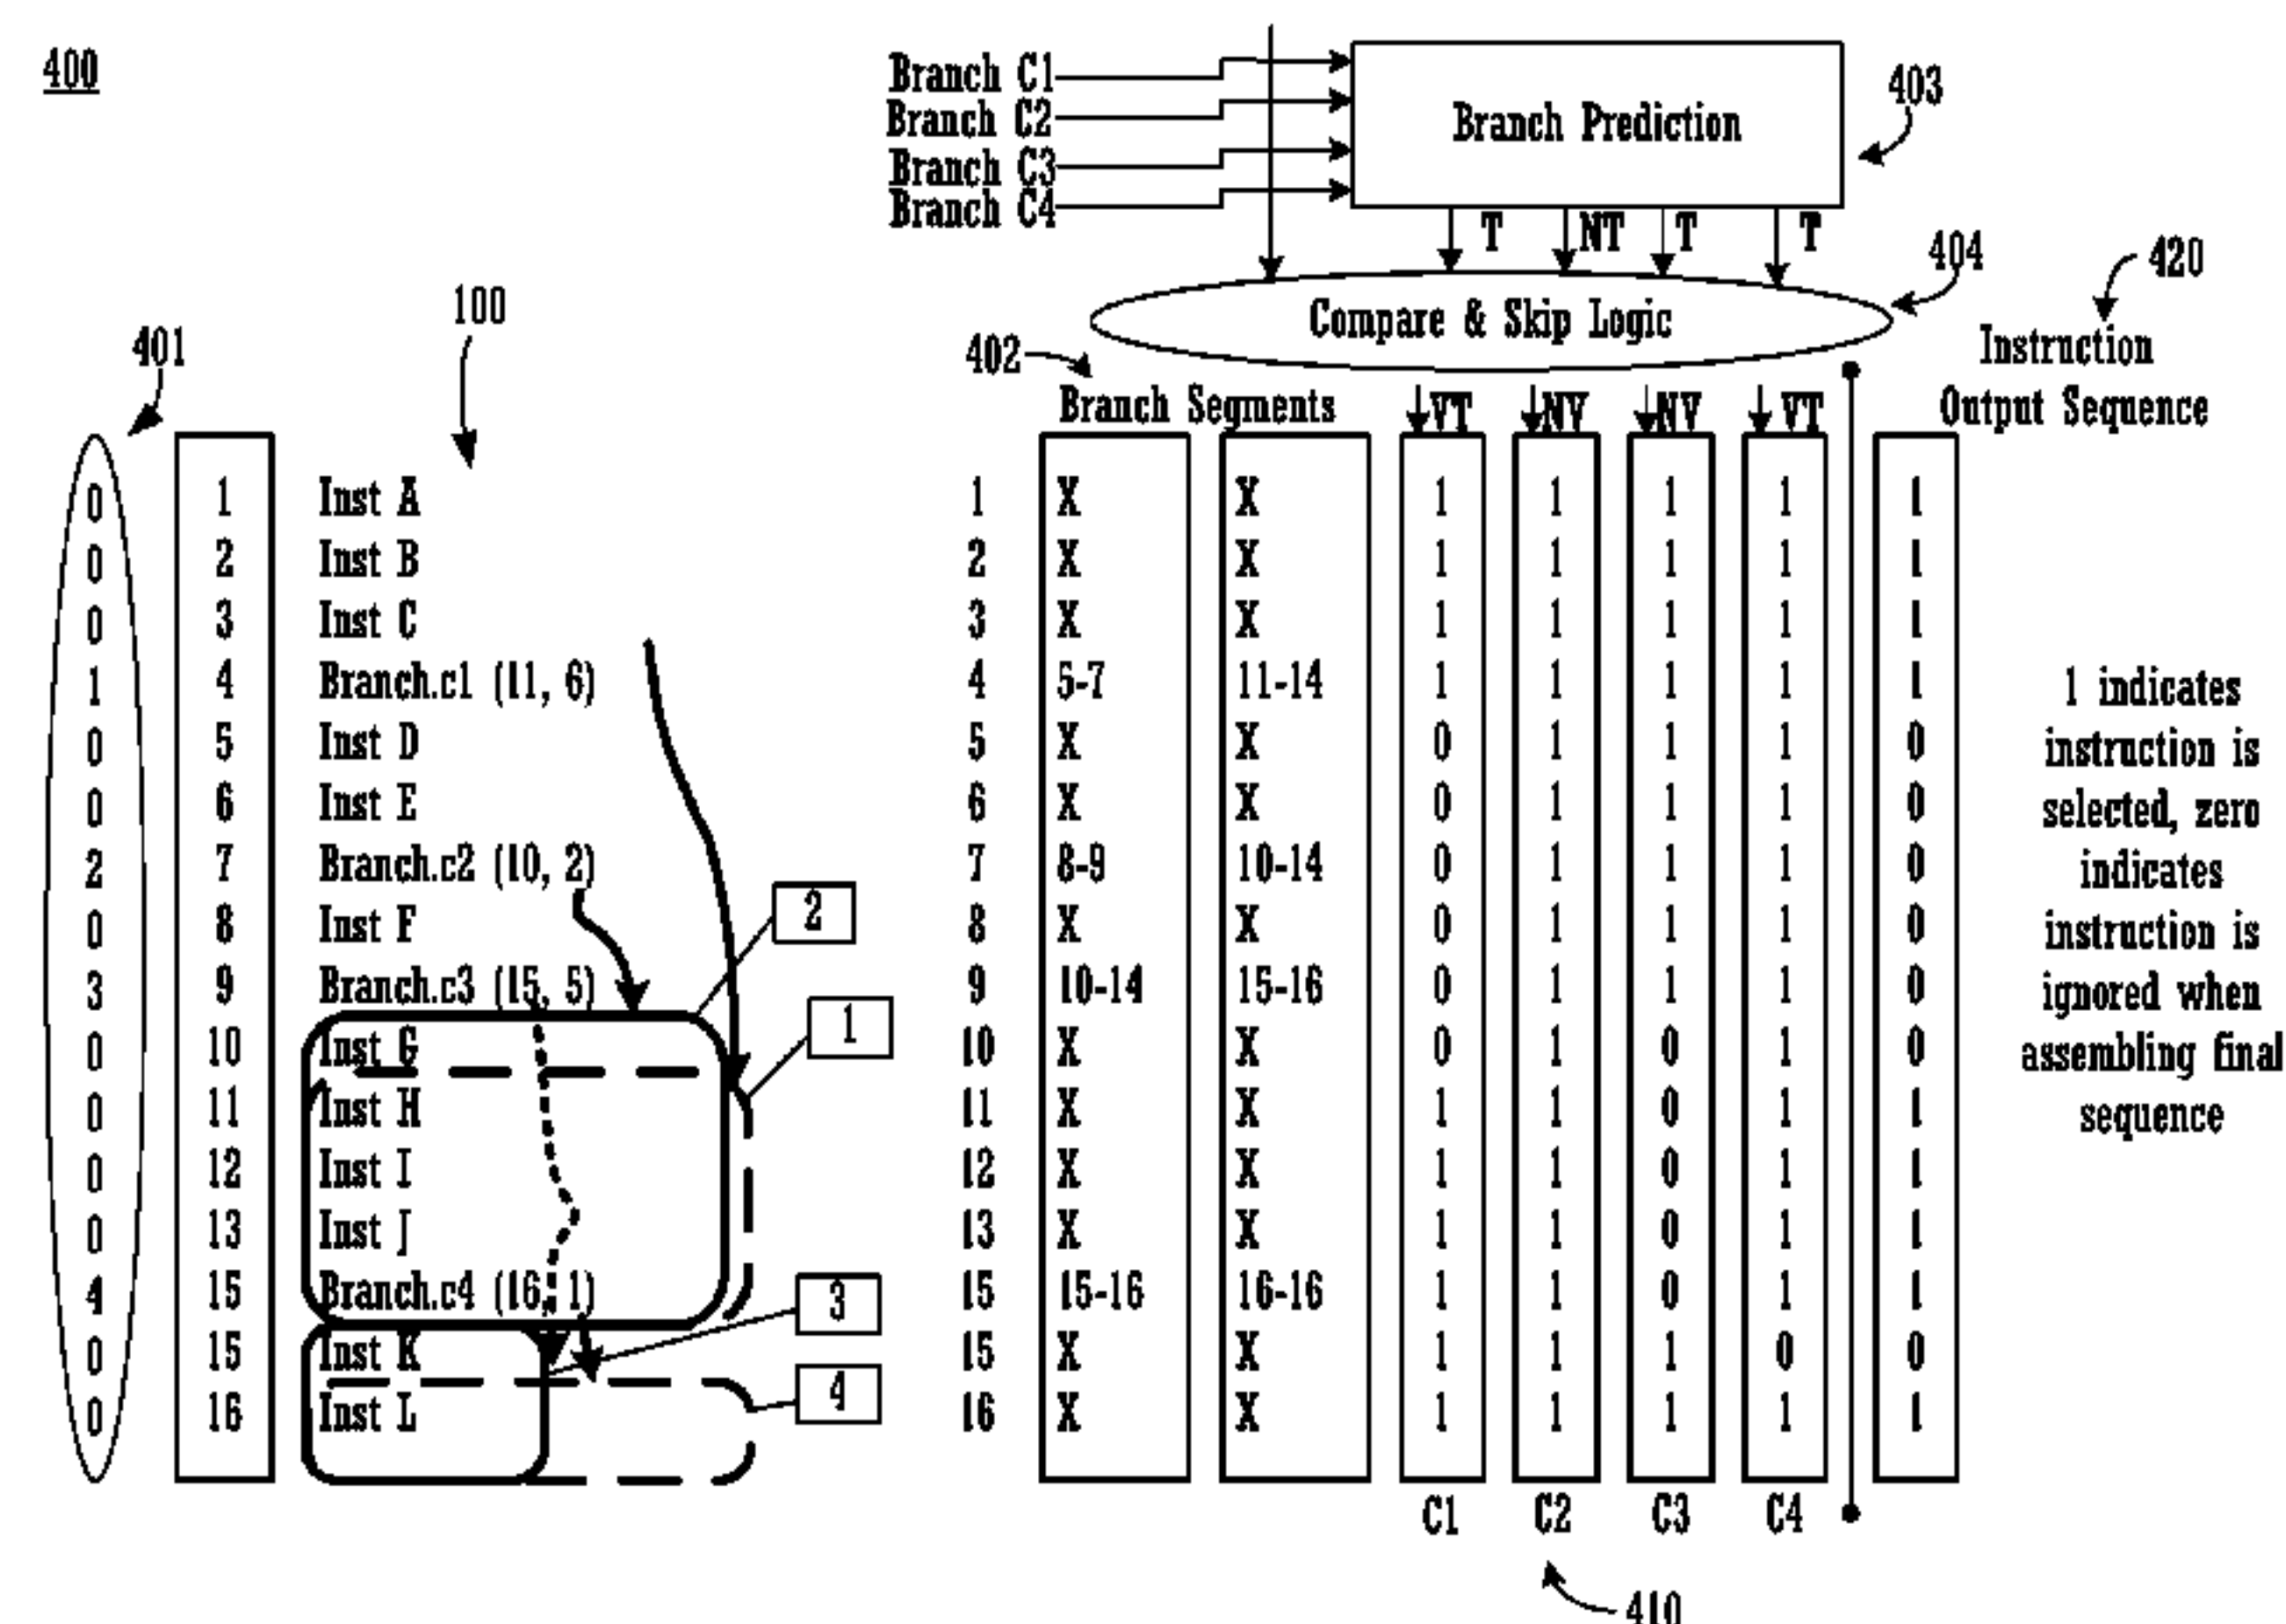 400
Branch C1
Branch C2
Branch C3
Branch C4
Branch Prediction
403
T NT T T
404
420
Compare & Skip Logic
Instruction
Output Sequence
401
100
402
Branch Segments
VT NV NV VT
0 1 Inst A 1 X X 1 1 1 1 1
0 2 Inst B 2 X X 1 1 1 1 1
0 3 Inst C 3 X X 1 1 1 1 1
1 4 Branch.c1 (11, 6) 4 5-7 11-14 1 1 1 1 1
0 5 Inst D 5 X X 0 1 1 1 0
0 6 Inst E 6 X X 0 1 1 1 0
2 7 Branch.c2 (10, 2) 7 8-9 10-14 0 1 1 1 0
0 8 Inst F 8 X X 0 1 1 1 0
3 9 Branch.c3 (15, 5) 9 10-14 15-16 0 1 1 1 0
0 10 Inst G 10 X X 0 1 0 1 0
0 11 Inst H 11 X X 1 1 0 1 1
0 12 Inst I 12 X X 1 1 0 1 1
0 13 Inst J 13 X X 1 1 0 1 1
4 15 Branch.c4 (16, 1) 15 15-16 16-16 1 1 0 1 1
0 15 Inst K 15 X X 1 1 1 0 0
0 16 Inst L 16 X X 1 1 1 1 1
2
1
3
4
1 indicates
instruction is
selected, zero
indicates
instruction is
ignored when
assembling final
sequence
C1 C2 C3 C4
410